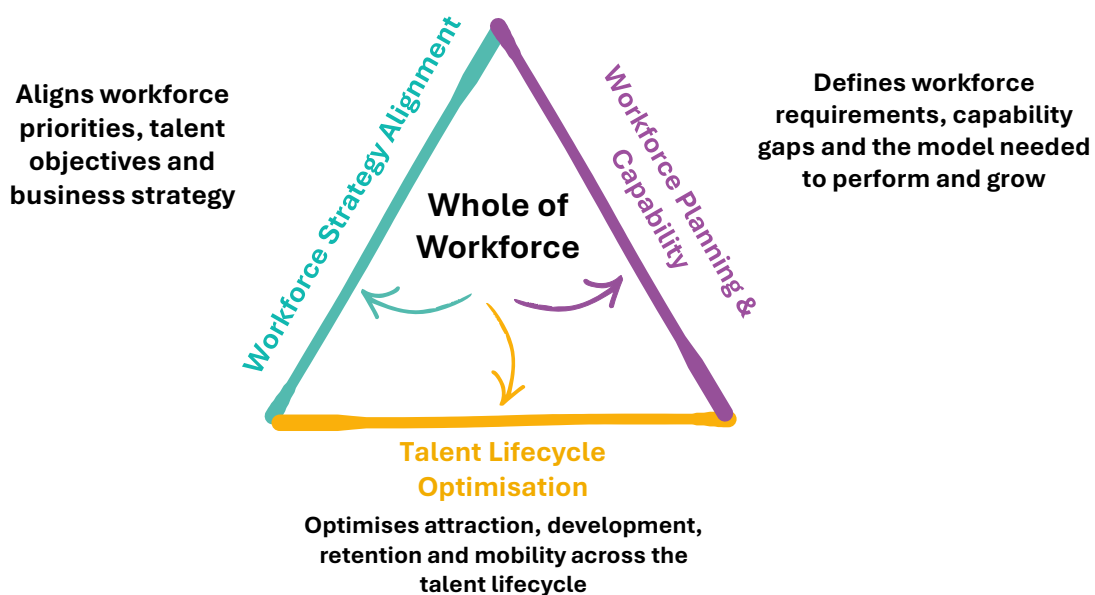 Aligns workforce
priorities, talent
objectives and
business strategy
Workforce Strategy Alignment
Whole of
Workforce
Workforce Planning &
Capability
Defines workforce
requirements, capability
gaps and the model needed
to perform and grow
Talent Lifecycle
Optimisation
Optimises attraction, development,
retention and mobility across the
talent lifecycle